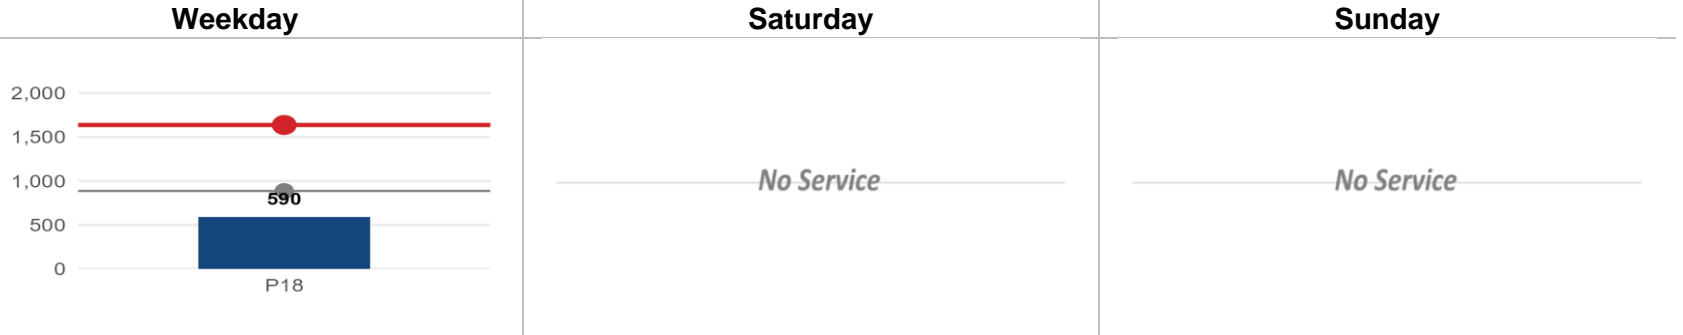 Weekday
Saturday
Sunday
2,000
1,500
1,000
500
0
590
P18
No Service
No Service